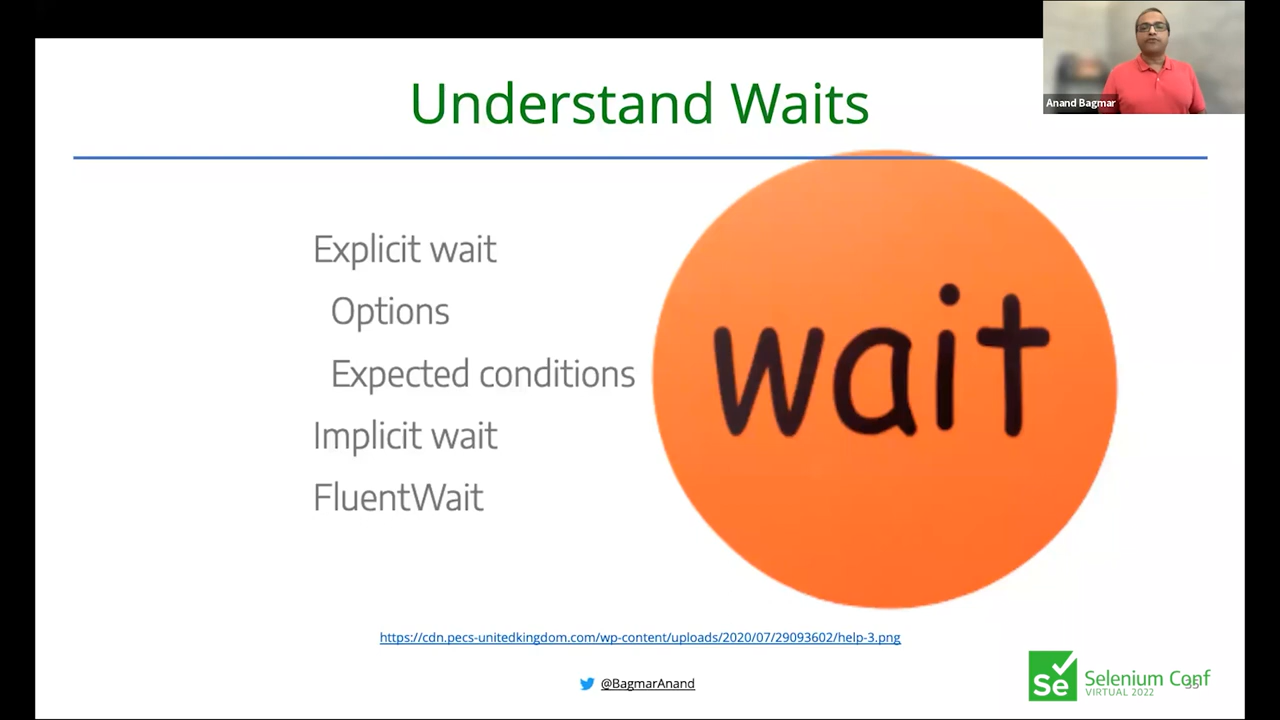 Understand Waits
Anand Bagmar
Explicit wait
Options
Expected conditions
Implicit wait
FluentWait
wait
https://cdn.pecs-unitedkingdom.com/wp-content/uploads/2020/07/29093602/help-3.png
@BagmarAnand
Se
Selenium Conf
VIRTUAL 2022
35